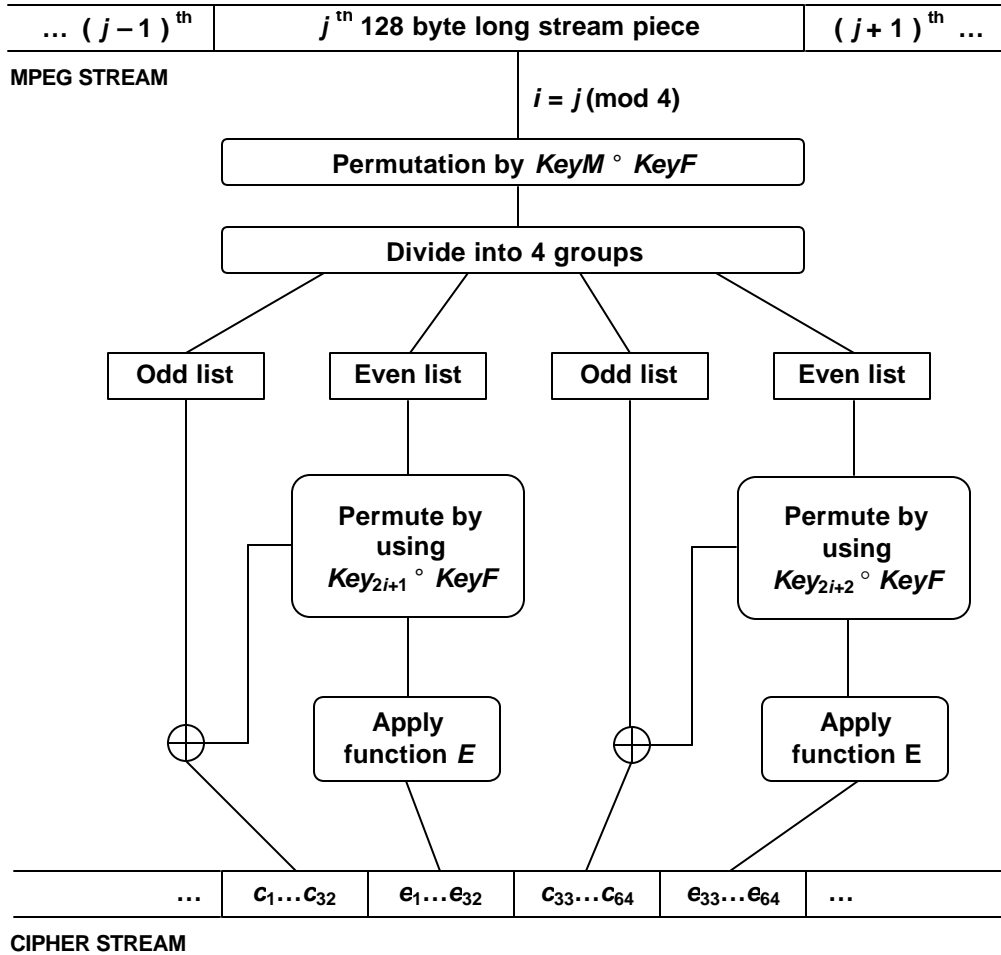 … ( j – 1 )ᵗʰ j ᵗʰ 128 byte long stream piece ( j + 1 )ᵗʰ …
MPEG STREAM
i = j (mod 4)
Permutation by KeyM ° KeyF
Divide into 4 groups
Odd list Even list Odd list Even list
Permute by
using
Key₂ᵢ₊₁ ° KeyF
Permute by
using
Key₂ᵢ₊₂ ° KeyF
Apply
function E
Apply
function E
… c₁…c₃₂ e₁…e₃₂ c₃₃…c₆₄ e₃₃…e₆₄ …
CIPHER STREAM